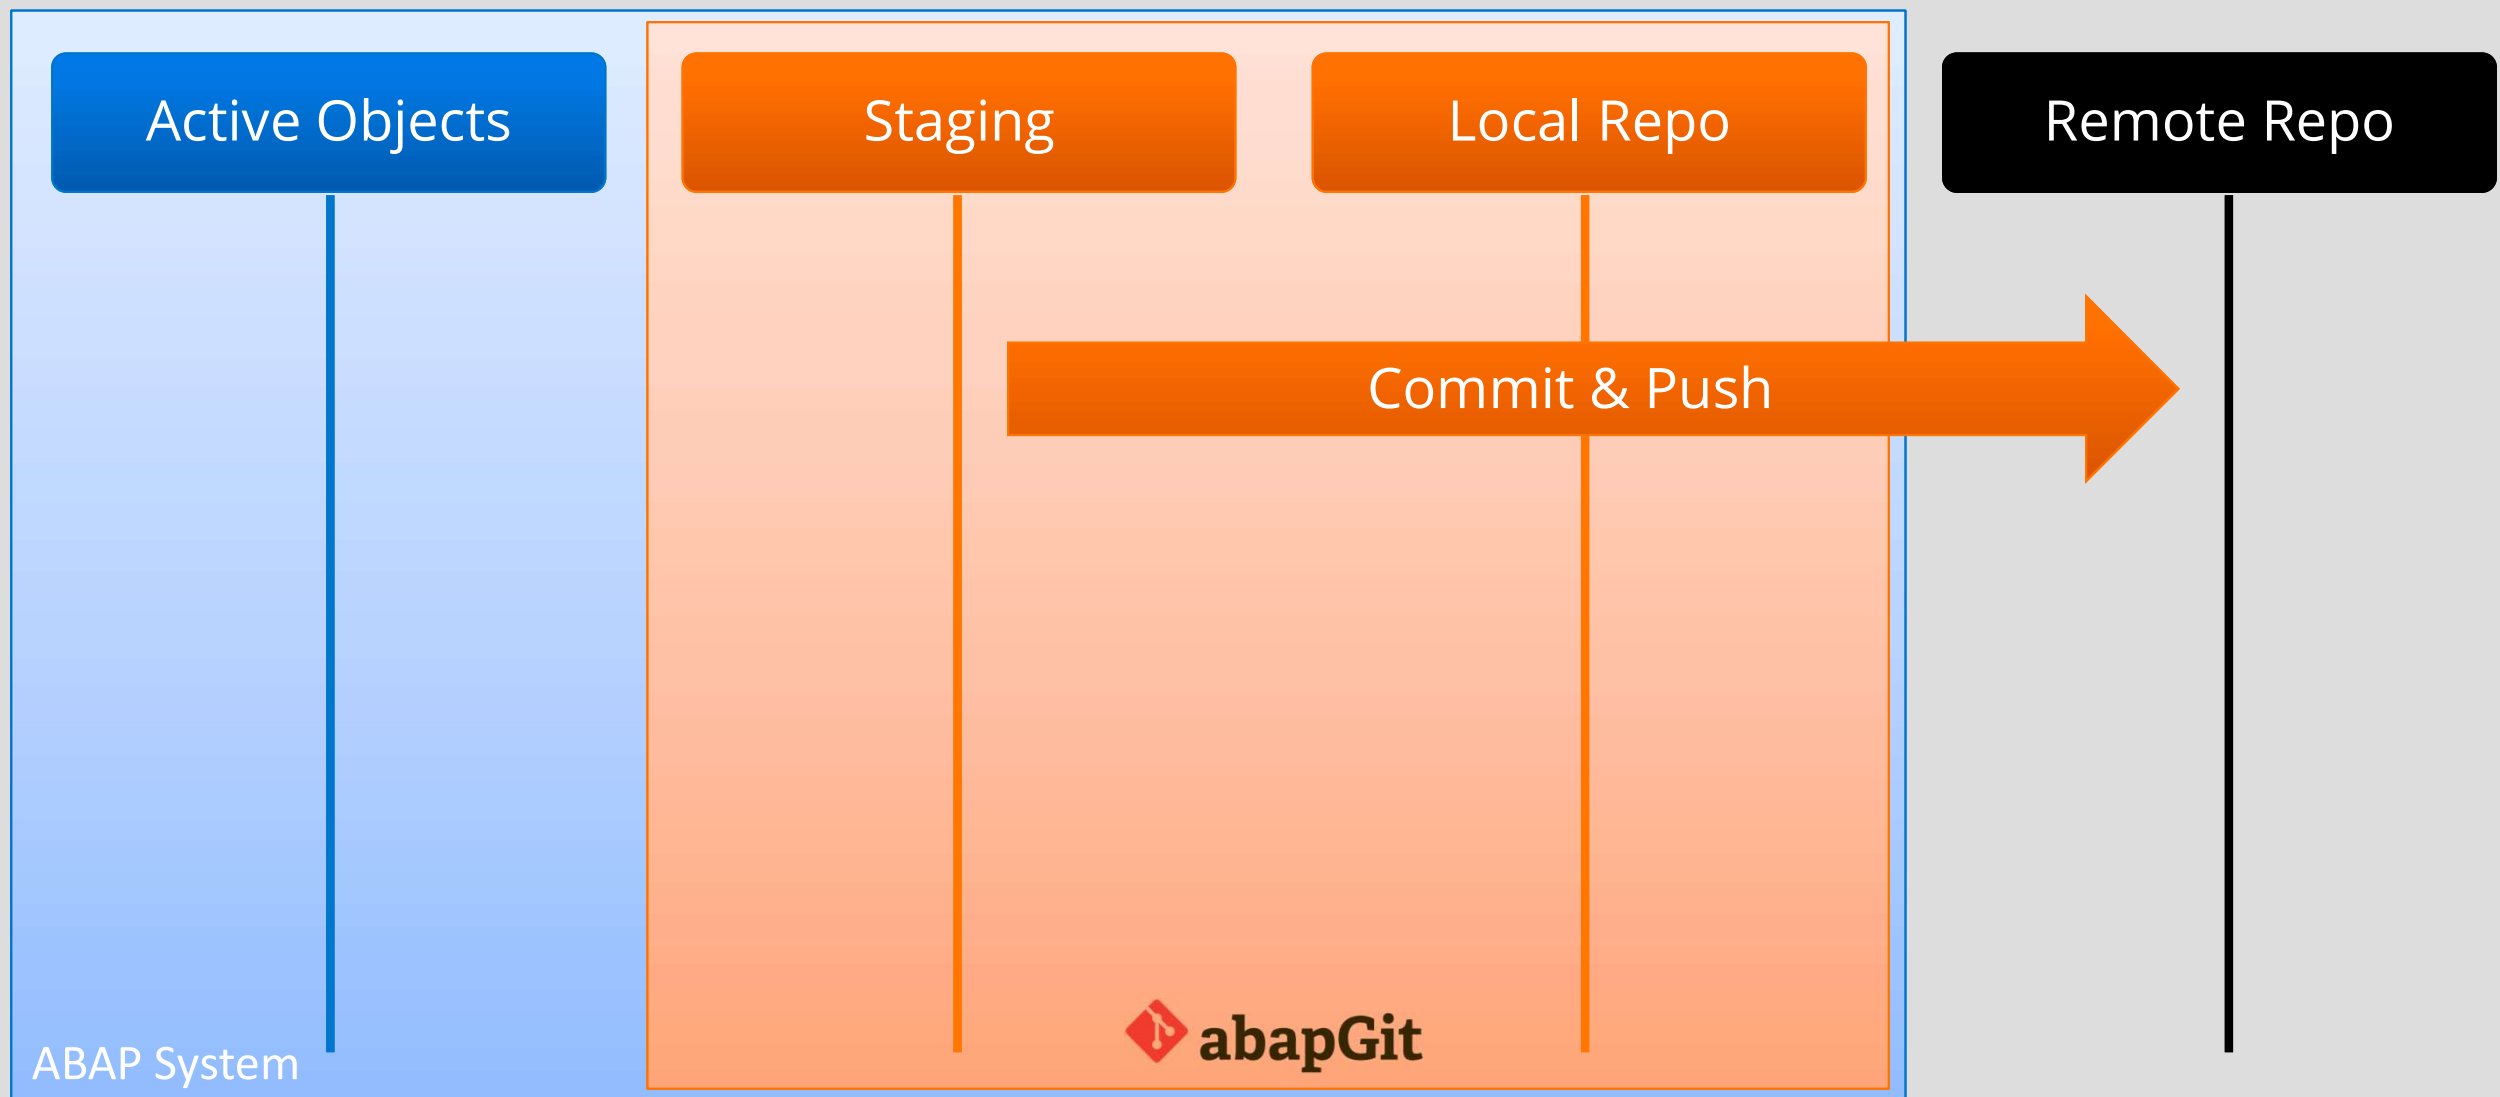 Active Objects
Staging
Local Repo
Remote Repo
Commit & Push
abapGit
ABAP System